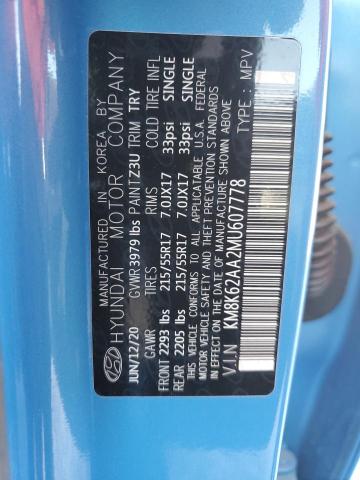 MANUFACTURED IN KOREA BY
HYUNDAI MOTOR COMPANY
JUN/12/20 GVWR 3979 lbs PAINT Z3U TRIM TRY
GAWR TIRES RIMS COLD TIRE INFL
FRONT 2293 lbs 215/55R17 7.0JX17 33psi SINGLE
REAR 2205 lbs 215/55R17 7.0JX17 33psi SINGLE
THIS VEHICLE CONFORMS TO ALL APPLICABLE U.S.A. FEDERAL
MOTOR VEHICLE SAFETY AND THEFT PREVENTION STANDARDS
IN EFFECT ON THE DATE OF MANUFACTURE SHOWN ABOVE.
V.I.N KM8K62AA2MU607778 TYPE : MPV